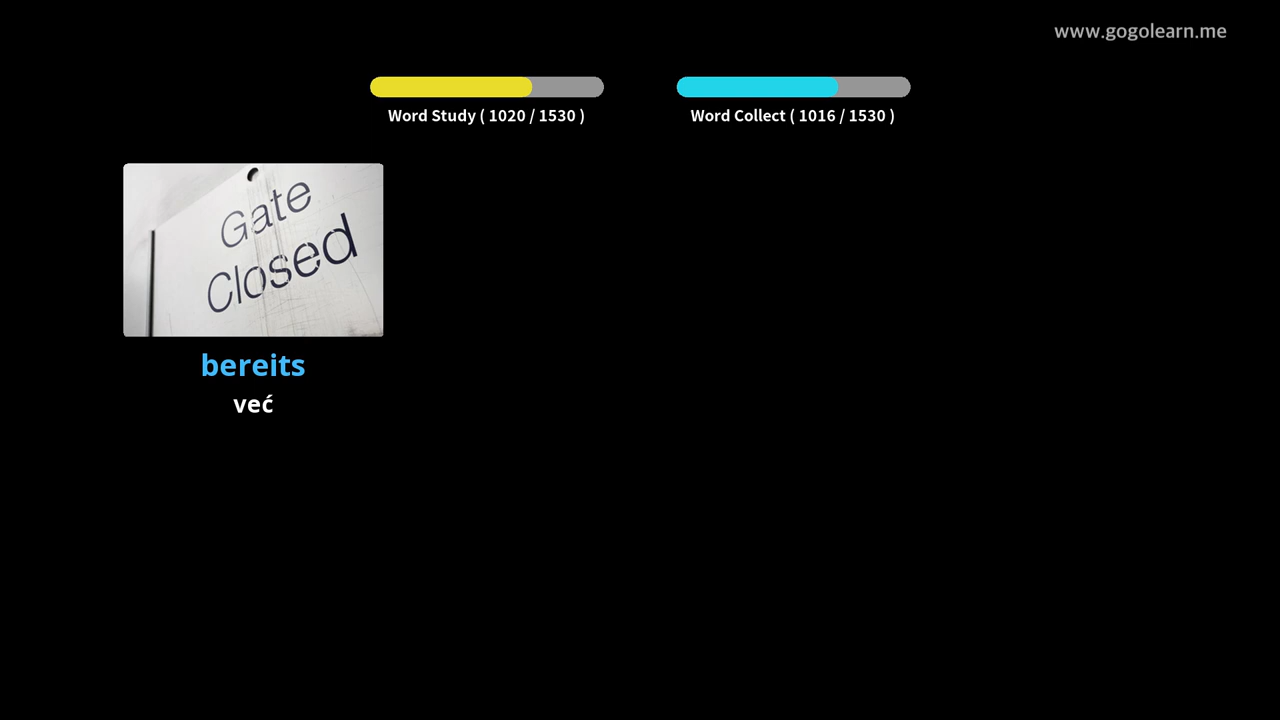 www.gogolearn.me
Word Study ( 1020 / 1530 )
Word Collect ( 1016 / 1530 )
Gate
Closed
bereits
već